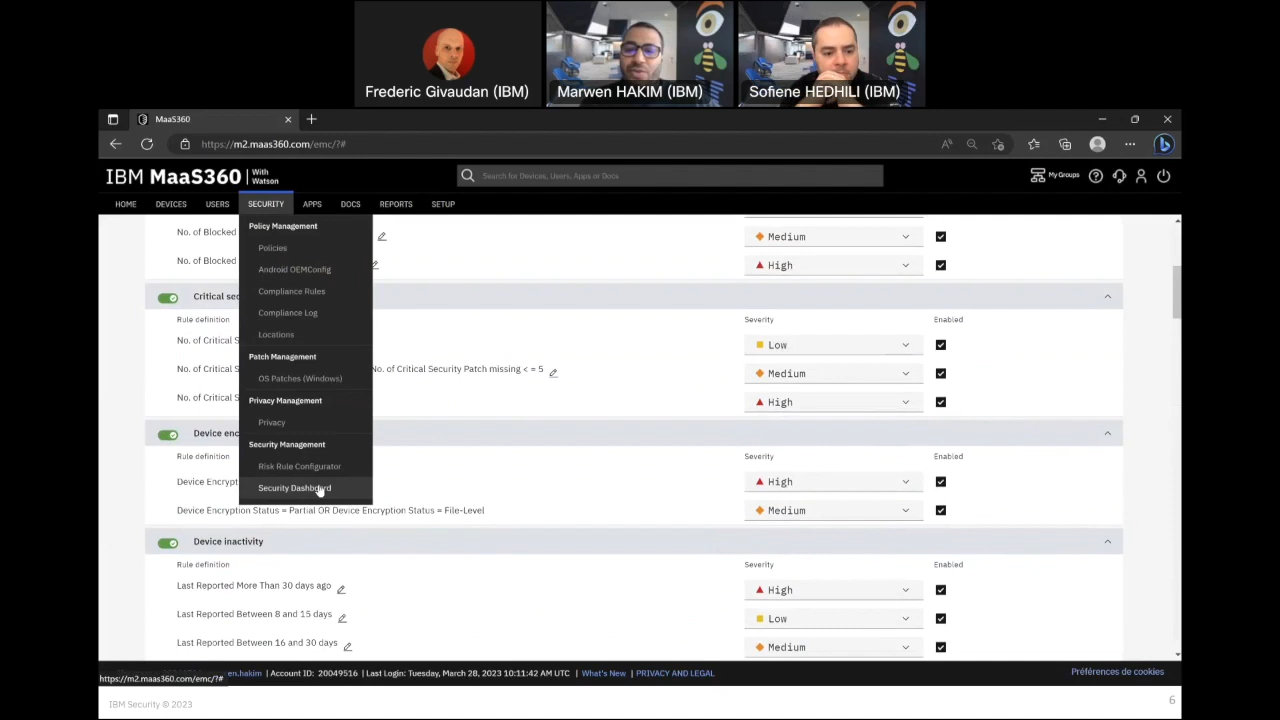 Frederic Givaudan (IBM)
Marwen HAKIM (IBM)
Sofiene HEDHILI (IBM)
MaaS360
https://m2.maas360.com/emc/?#
IBM MaaS360 | With Watson
Search for Devices, Users, Apps or Docs
My Groups
HOME DEVICES USERS SECURITY APPS DOCS REPORTS SETUP
Policy Management
Policies
Android OEMConfig
Compliance Rules
Compliance Log
Locations
Patch Management
OS Patches (Windows)
Privacy Management
Privacy
Security Management
Risk Rule Configurator
Security Dashboard
No. of Blocked
Medium
No. of Blocked
High
Critical sec
Rule definition Severity Enabled
No. of Critical S
Low
No. of Critical S No. of Critical Security Patch missing < = 5
Medium
No. of Critical S
High
Device enc
Rule definition Severity Enabled
Device Encrypt
High
Device Encryption Status = Partial OR Device Encryption Status = File-Level
Medium
Device inactivity
Rule definition Severity Enabled
Last Reported More Than 30 days ago
High
Last Reported Between 8 and 15 days
Low
Last Reported Between 16 and 30 days
Medium
en.hakim | Account ID: 20049516 | Last Login: Tuesday, March 28, 2023 10:11:42 AM UTC | What's New | PRIVACY AND LEGAL
Préférences de cookies
https://m2.maas360.com/emc/?#
IBM Security © 2023
6